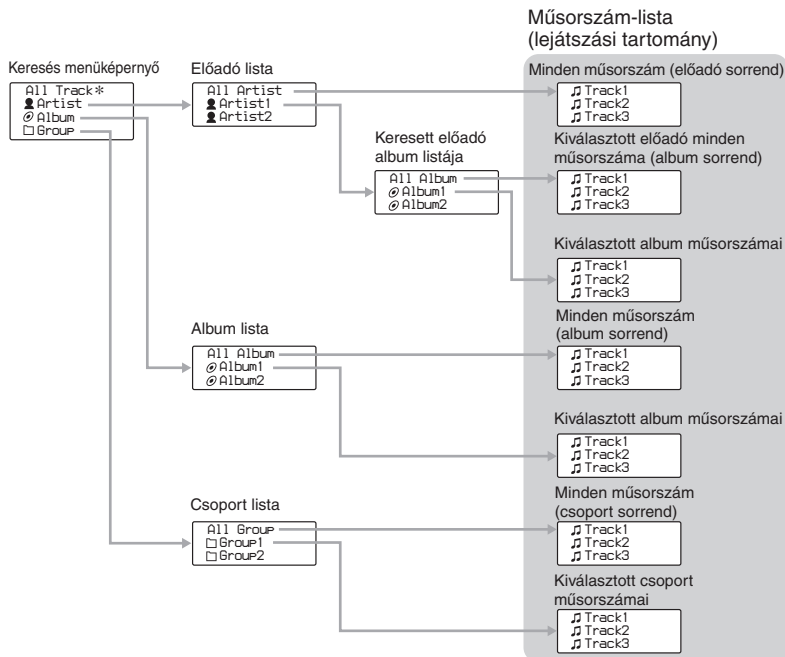 Műsorszám-lista
(lejátszási tartomány)
Keresés menüképernyő
All Track*
Artist
Album
Group
Előadó lista
All Artist
Artist1
Artist2
Minden műsorszám (előadó sorrend)
Track1
Track2
Track3
Keresett előadó
album listája
All Album
Album1
Album2
Kiválasztott előadó minden
műsorszáma (album sorrend)
Track1
Track2
Track3
Kiválasztott album műsorszámai
Track1
Track2
Track3
Album lista
All Album
Album1
Album2
Minden műsorszám
(album sorrend)
Track1
Track2
Track3
Kiválasztott album műsorszámai
Track1
Track2
Track3
Csoport lista
All Group
Group1
Group2
Minden műsorszám
(csoport sorrend)
Track1
Track2
Track3
Kiválasztott csoport
műsorszámai
Track1
Track2
Track3